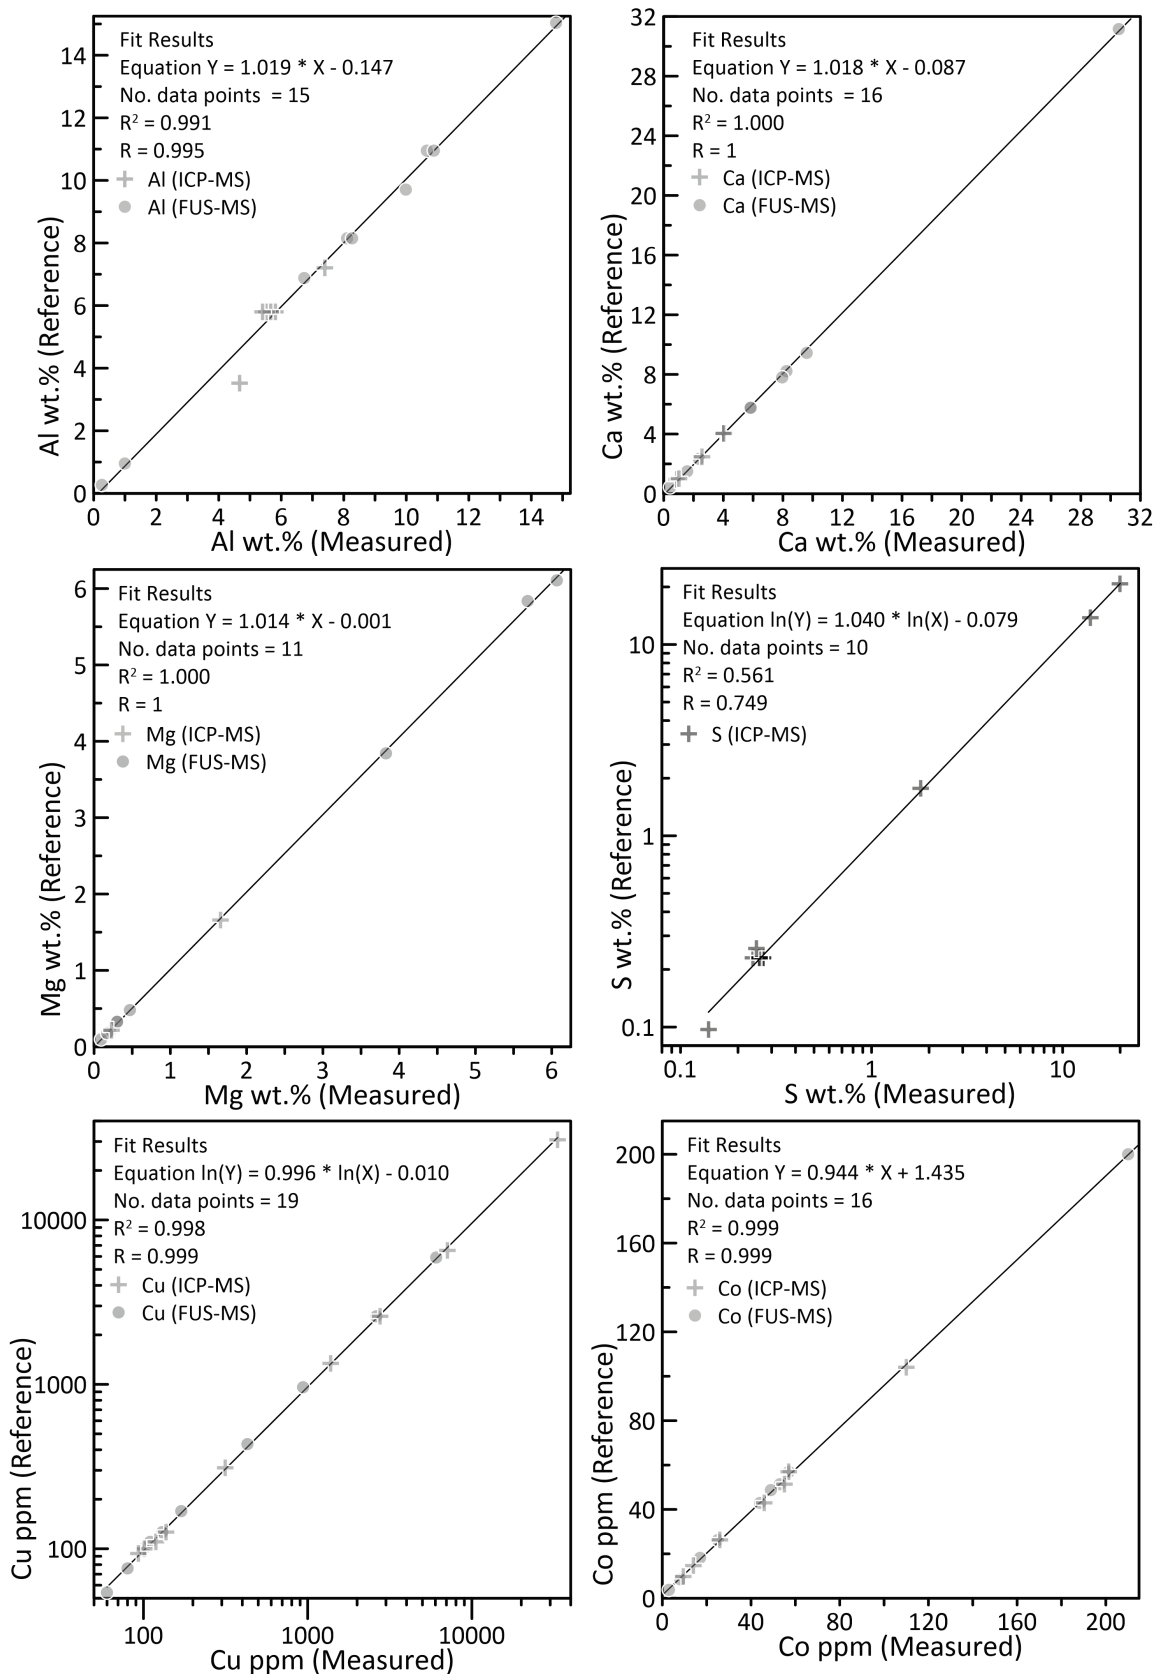 Fit Results
Equation Y = 1.019 * X - 0.147
No. data points = 15
R² = 0.991
R = 0.995
Al (ICP-MS)
Al (FUS-MS)
14
12
10
8
6
4
2
0
Al wt.% (Reference)
0 2 4 6 8 10 12 14
Al wt.% (Measured)
Fit Results
Equation Y = 1.018 * X - 0.087
No. data points = 16
R² = 1.000
R = 1
Ca (ICP-MS)
Ca (FUS-MS)
32
28
24
20
16
12
8
4
0
Ca wt.% (Reference)
0 4 8 12 16 20 24 28 32
Ca wt.% (Measured)
Fit Results
Equation Y = 1.014 * X - 0.001
No. data points = 11
R² = 1.000
R = 1
Mg (ICP-MS)
Mg (FUS-MS)
6
5
4
3
2
1
0
Mg wt.% (Reference)
0 1 2 3 4 5 6
Mg wt.% (Measured)
Fit Results
Equation ln(Y) = 1.040 * ln(X) - 0.079
No. data points = 10
R² = 0.561
R = 0.749
S (ICP-MS)
10
1
0.1
S wt.% (Reference)
0.1 1 10
S wt.% (Measured)
Fit Results
Equation ln(Y) = 0.996 * ln(X) - 0.010
No. data points = 19
R² = 0.998
R = 0.999
Cu (ICP-MS)
Cu (FUS-MS)
10000
1000
100
Cu ppm (Reference)
100 1000 10000
Cu ppm (Measured)
Fit Results
Equation Y = 0.944 * X + 1.435
No. data points = 16
R² = 0.999
R = 0.999
Co (ICP-MS)
Co (FUS-MS)
200
160
120
80
40
0
Co ppm (Reference)
0 40 80 120 160 200
Co ppm (Measured)